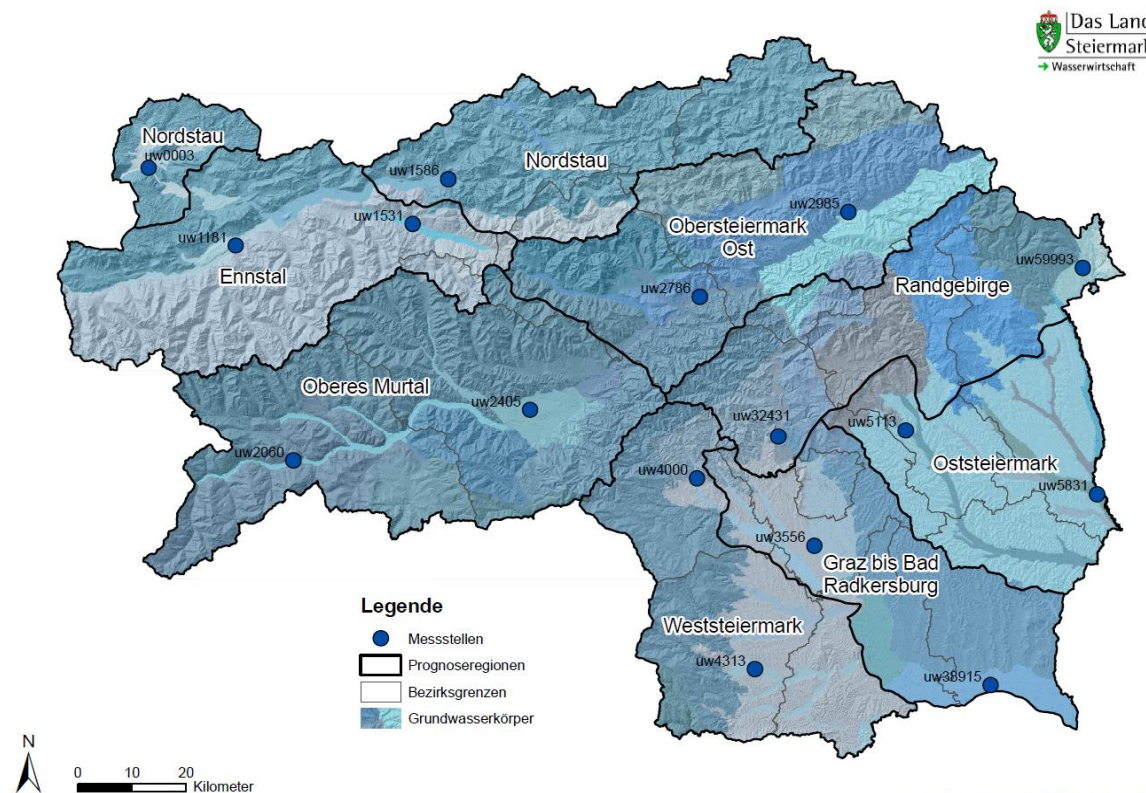 Das Land
Steiermark
→ Wasserwirtschaft
Nordstau
uw0003
uw1586
Nordstau
uw1531
uw1181
Ennstal
uw2985
Obersteiermark
Ost
uw59993
Randgebirge
uw2786
Oberes Murtal
uw2405
uw2060
uw32431
uw5113
Oststeiermark
uw5831
uw4000
uw3556
Graz bis Bad
Radkersburg
Weststeiermark
uw4313
uw38915
Legende
Messstellen
Prognoseregionen
Bezirksgrenzen
Grundwasserkörper
N
0 10 20
Kilometer